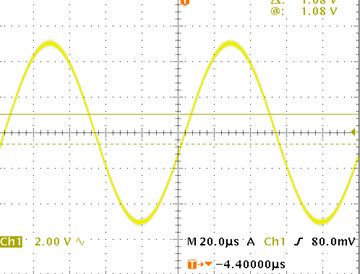 Δ: 1.08 V
@: 1.08 V
Ch1 2.00 V ∿ M 20.0µs A Ch1 ∫ 80.0mV
T→▼ −4.40000µs